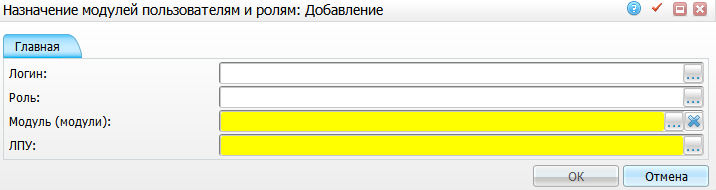 Назначение модулей пользователям и ролям: Добавление
Главная
Логин:
Роль:
Модуль (модули):
ЛПУ:
ОК Отмена